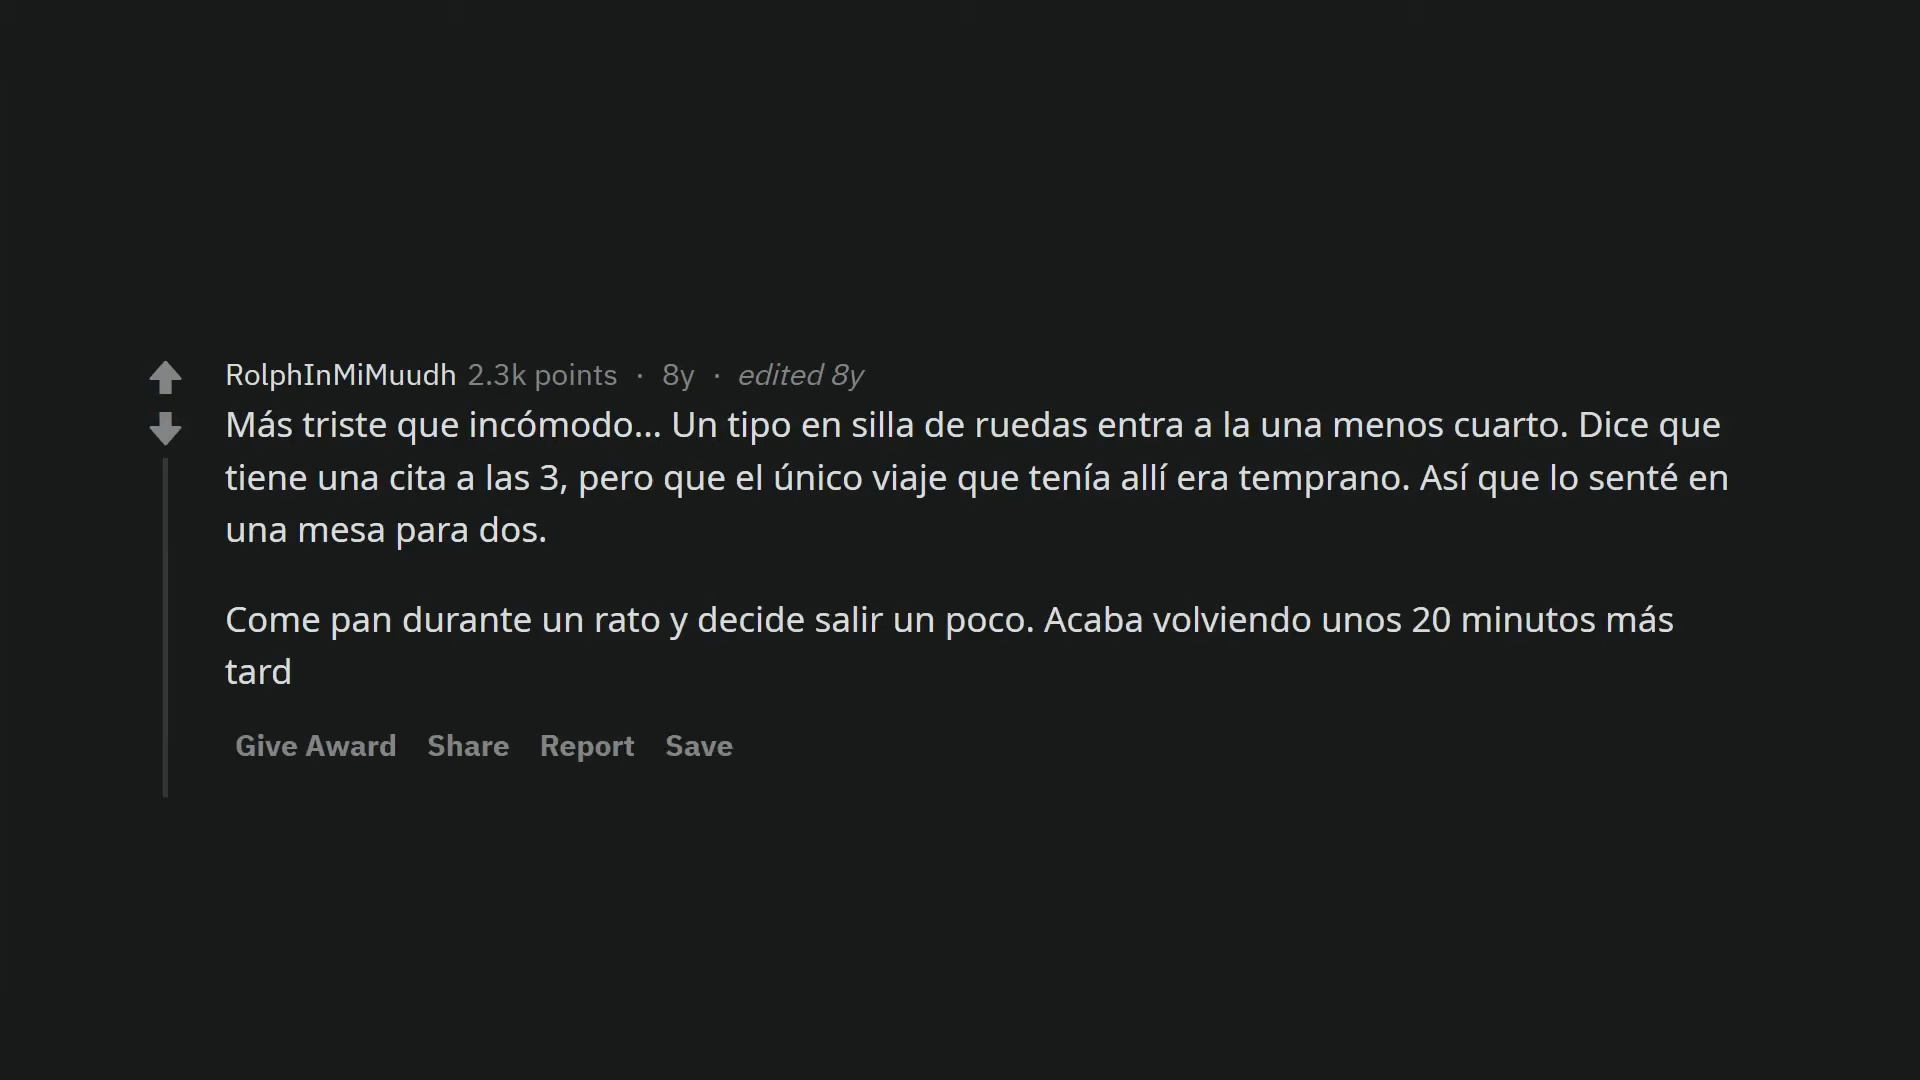 RolphInMiMuudh 2.3k points · 8y · edited 8y
Más triste que incómodo... Un tipo en silla de ruedas entra a la una menos cuarto. Dice que
tiene una cita a las 3, pero que el único viaje que tenía allí era temprano. Así que lo senté en
una mesa para dos.
Come pan durante un rato y decide salir un poco. Acaba volviendo unos 20 minutos más
tard
Give Award Share Report Save